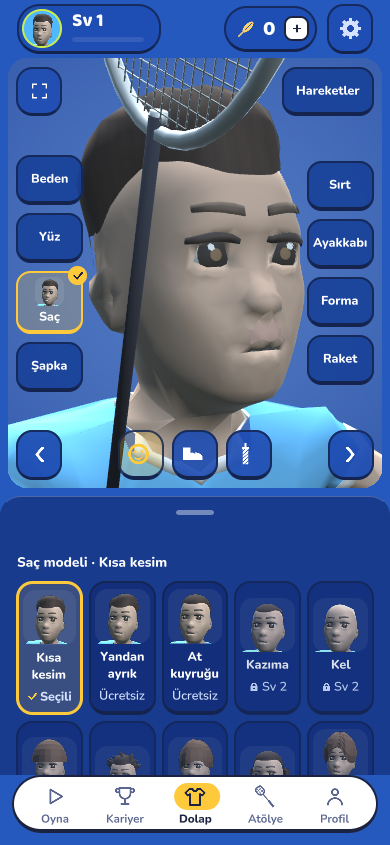 Sv 1
0
+
Hareketler
Beden
Sırt
Yüz
Ayakkabı
Saç
Forma
Şapka
Raket
Saç modeli · Kısa kesim
Kısa
kesim
Seçili
Yandan
ayrık
Ücretsiz
At
kuyruğu
Ücretsiz
Kazıma
Sv 2
Kel
Sv 2
Oyna
Kariyer
Dolap
Atölye
Profil